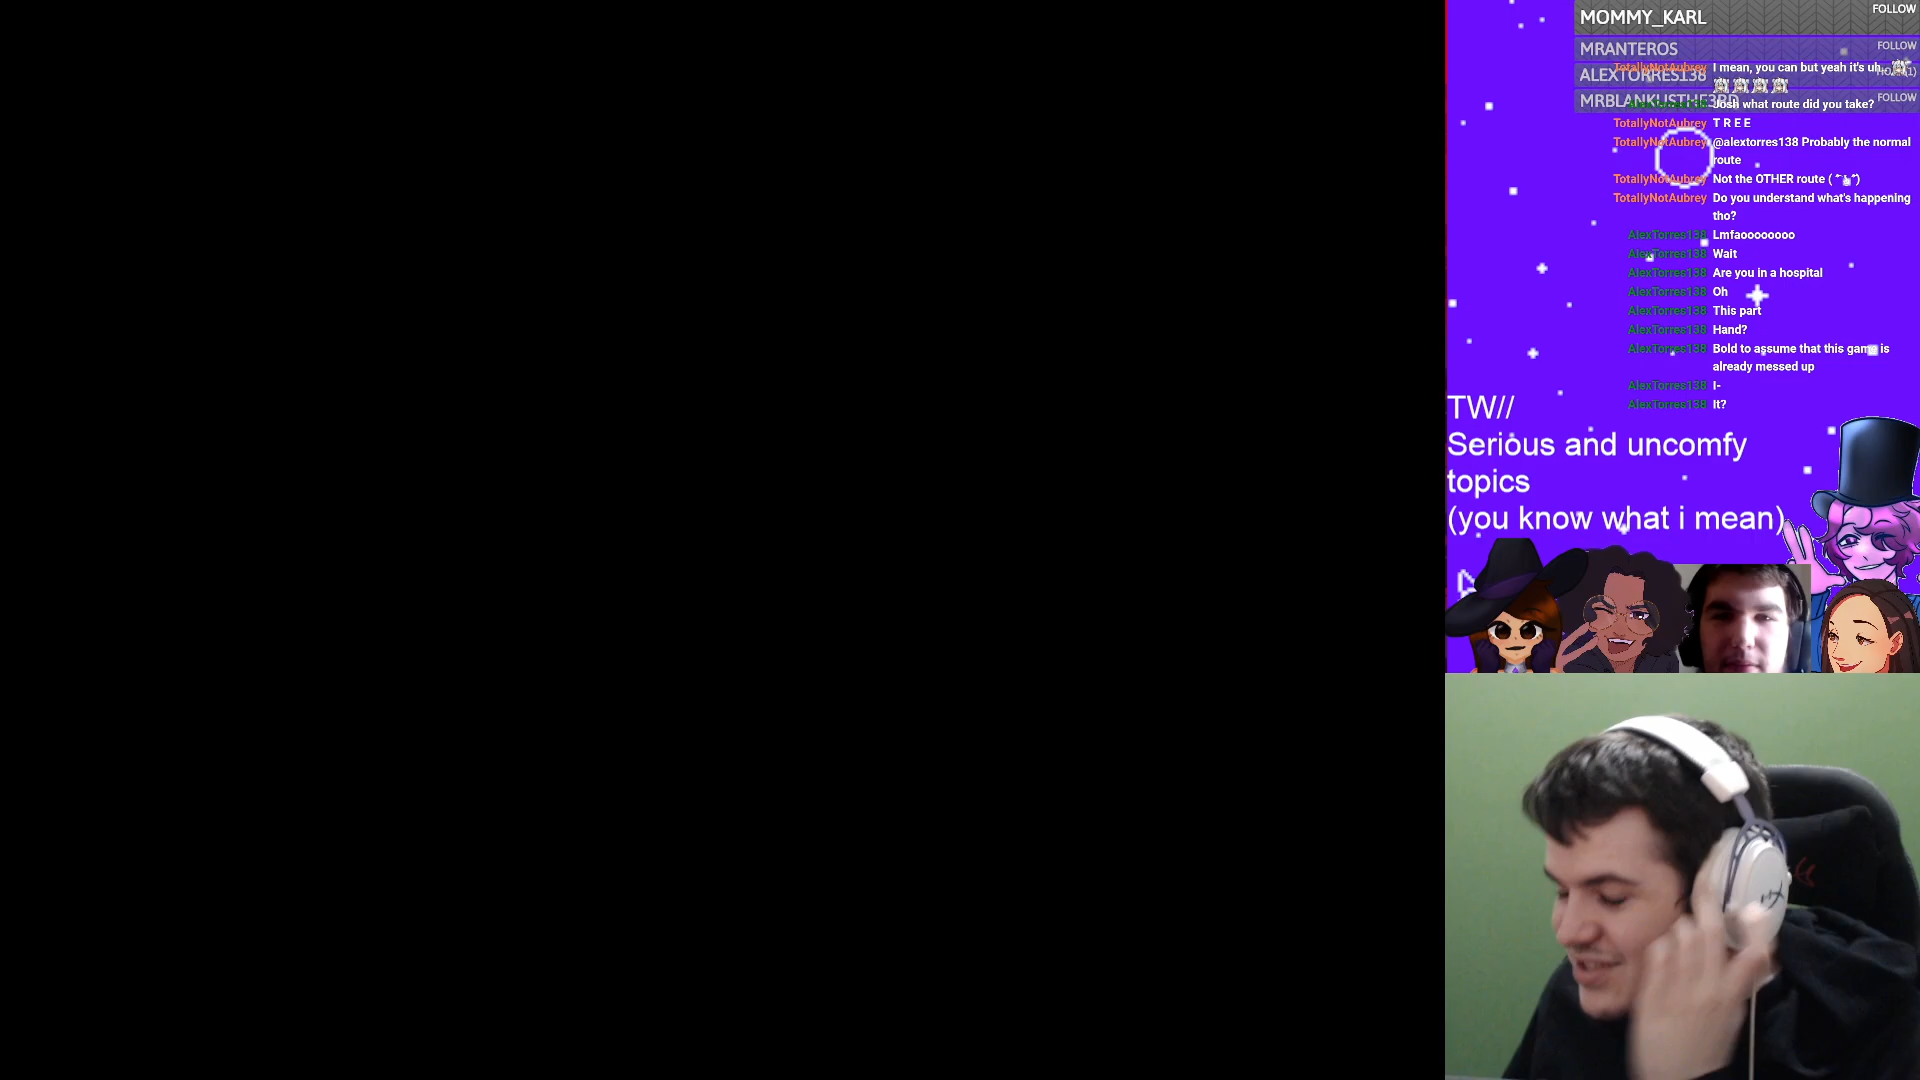 MOMMY_KARL FOLLOW
MRANTEROS FOLLOW
TotallyNotAubrey I mean, you can but yeah it's uh..
ALEXTORRES138
MRBLANKUSTHE3RD FOLLOW
AlexTorres138 Josh what route did you take?
TotallyNotAubrey T R E E
TotallyNotAubrey @alextorres138 Probably the normal
route
TotallyNotAubrey Not the OTHER route
TotallyNotAubrey Do you understand what's happening
tho?
AlexTorres138 Lmfaoooooooo
AlexTorres138 Wait
AlexTorres138 Are you in a hospital
AlexTorres138 Oh
AlexTorres138 This part
AlexTorres138 Hand?
AlexTorres138 Bold to assume that this game is
already messed up
AlexTorres138 I-
AlexTorres138 It?
TW//
Serious and uncomfy
topics
(you know what i mean)